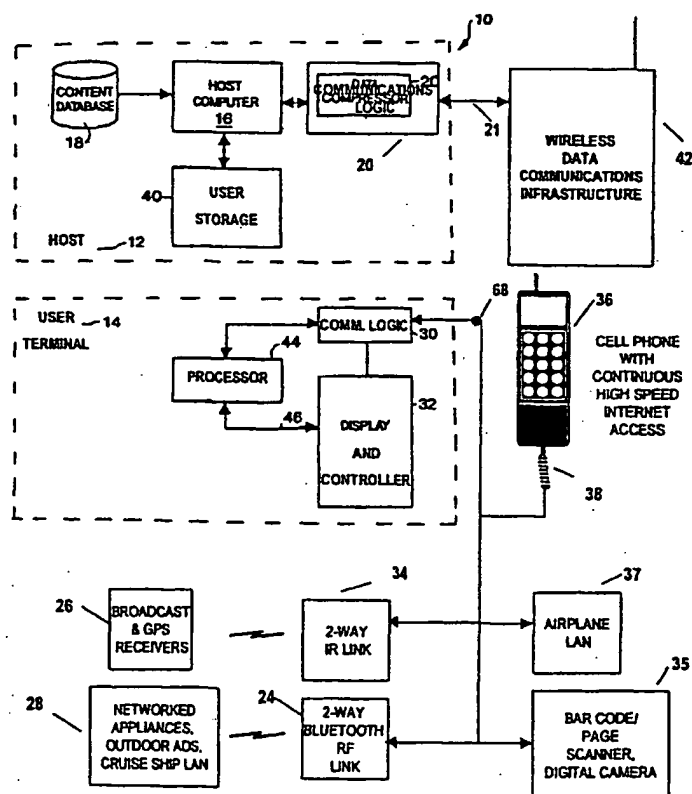 10
CONTENT
DATABASE
18
HOST
COMPUTER
16
DATA
COMMUNICATIONS
COMPRESSOR
LOGIC
20
20
21
WIRELESS
DATA
COMMUNICATIONS
INFRASTRUCTURE
42
40
USER
STORAGE
HOST
12
USER
TERMINAL
14
COMM. LOGIC
30
44
PROCESSOR
46
32
DISPLAY
AND
CONTROLLER
68
36
CELL PHONE
WITH
CONTINUOUS
HIGH SPEED
INTERNET
ACCESS
38
26
BROADCAST
& GPS
RECEIVERS
34
2-WAY
IR LINK
37
AIRPLANE
LAN
28
NETWORKED
APPLIANCES,
OUTDOOR ADS,
CRUISE SHIP LAN
24
2-WAY
BLUETOOTH
RF
LINK
35
BAR CODE/
PAGE
SCANNER,
DIGITAL CAMERA